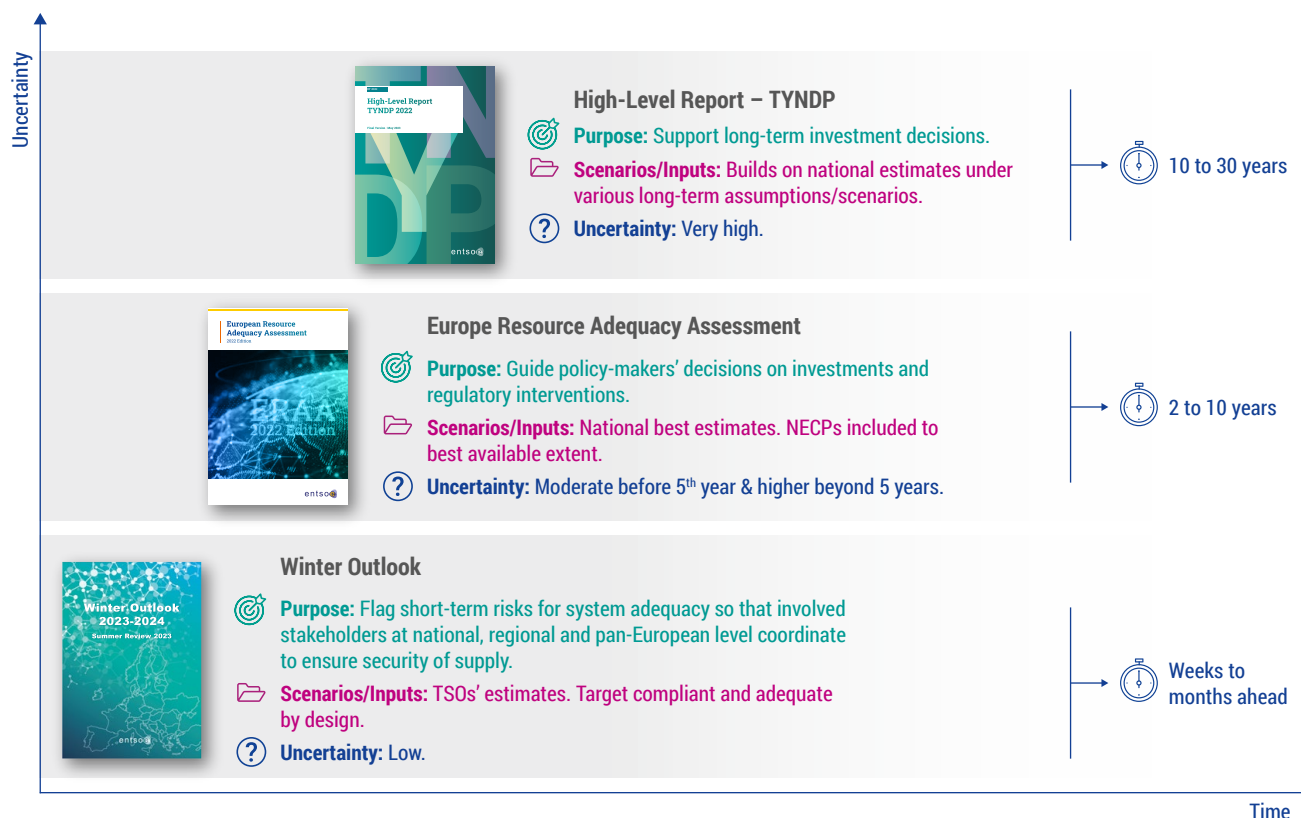 Uncertainty
High-Level Report
TYNDP 2022
Final Version · May 2023
entsoe
High-Level Report – TYNDP
Purpose: Support long-term investment decisions.
Scenarios/Inputs: Builds on national estimates under
various long-term assumptions/scenarios.
? Uncertainty: Very high.
10 to 30 years
European Resource
Adequacy Assessment
2022 Edition
ERAA
2022 Edition
entsoe
Europe Resource Adequacy Assessment
Purpose: Guide policy-makers’ decisions on investments and
regulatory interventions.
Scenarios/Inputs: National best estimates. NECPs included to
best available extent.
? Uncertainty: Moderate before 5th year & higher beyond 5 years.
2 to 10 years
Winter Outlook
2023-2024
Summer Review 2023
entsoe
Winter Outlook
Purpose: Flag short-term risks for system adequacy so that involved
stakeholders at national, regional and pan-European level coordinate
to ensure security of supply.
Scenarios/Inputs: TSOs’ estimates. Target compliant and adequate
by design.
? Uncertainty: Low.
Weeks to
months ahead
Time